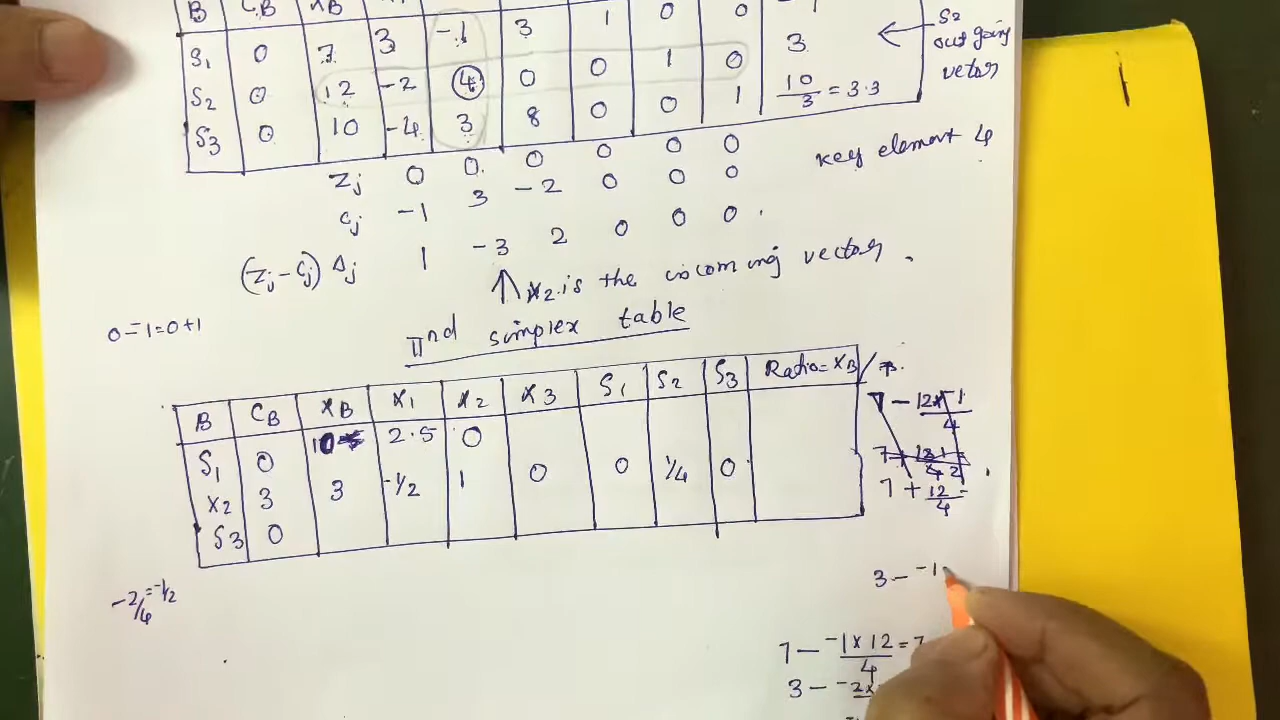 B CB XB
S1 0 7 3 -1 3 1 0 0
S2 0 12 -2 4 0 0 1 0 3
S3 0 10 -4 3 8 0 0 1 10/3 = 3.3
← S2
out going
vetor
Zj 0 0 0 0 0 0
key element 4
Cj -1 3 -2 0 0 0
(Zj - Cj) Δj 1 -3 2 0 0 0 .
↑ x2 is the incoming vector .
0 - -1 = 0+1
IInd simplex table
B CB XB X1 X2 X3 S1 S2 S3 Ratio = XB/
S1 0 10 2.5 0
X2 3 3 -1/2 1 0 0 1/4 0
S3 0
7 - 12x-1/4
7 + 12/4 =
-2/4 = -1/2
3 - -1
7 - -1 x 12/4 = 7
3 - -2x